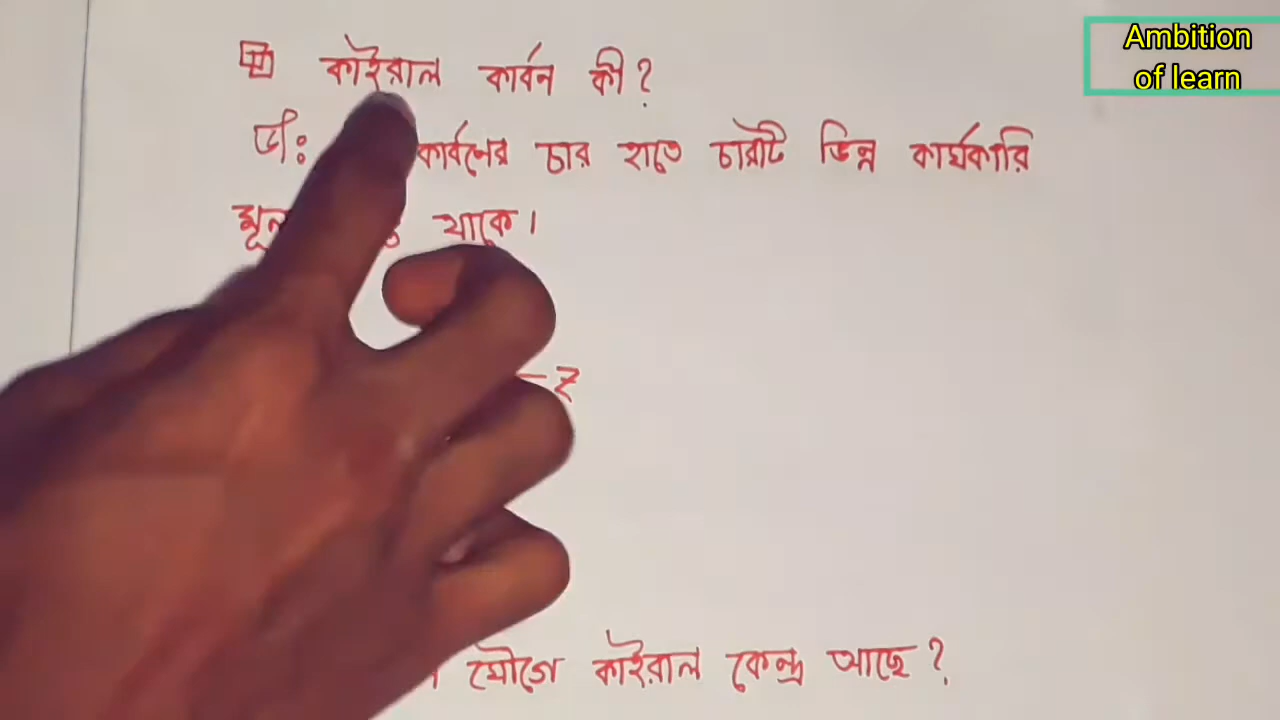 কাইরাল কার্বন কী?
উ: কার্বনের চার হাতে চারটি ভিন্ন কার্যকারি
থাকে।
– Z
যৌগে কাইরাল কেন্দ্র আছে?
Ambition
of learn